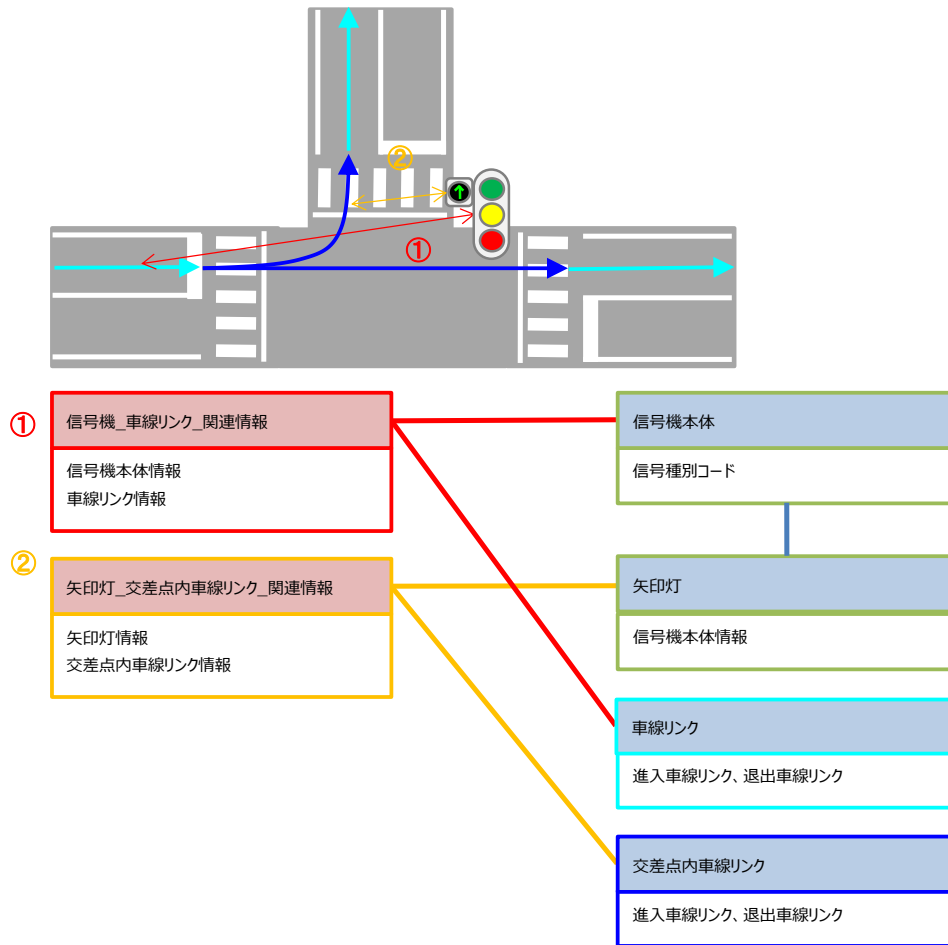 ②
①
①
信号機_車線リンク_関連情報
信号機本体情報
車線リンク情報
信号機本体
信号種別コード
②
矢印灯_交差点内車線リンク_関連情報
矢印灯情報
交差点内車線リンク情報
矢印灯
信号機本体情報
車線リンク
進入車線リンク、退出車線リンク
交差点内車線リンク
進入車線リンク、退出車線リンク